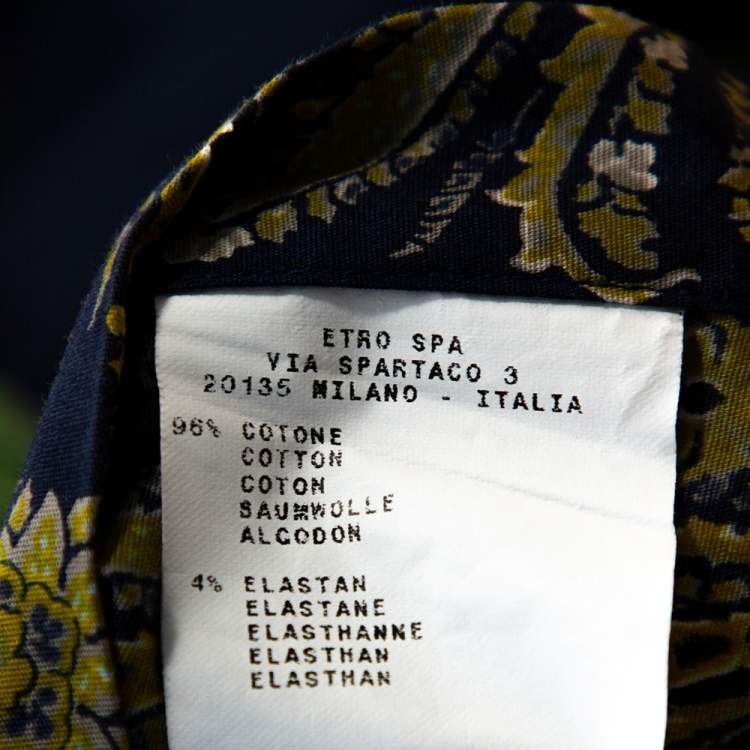 ETRO SPA
VIA SPARTACO 3
20135 MILANO - ITALIA
96% COTONE
COTTON
COTON
BAUMWOLLE
ALGODON
4% ELASTAN
ELASTANE
ELASTHANNE
ELASTHAN
ELASTHAN